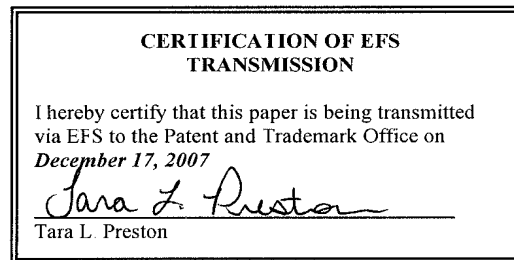 CERTIFICATION OF EFS
TRANSMISSION
I hereby certify that this paper is being transmitted
via EFS to the Patent and Trademark Office on
December 17, 2007
Tara L. Preston
Tara L. Preston